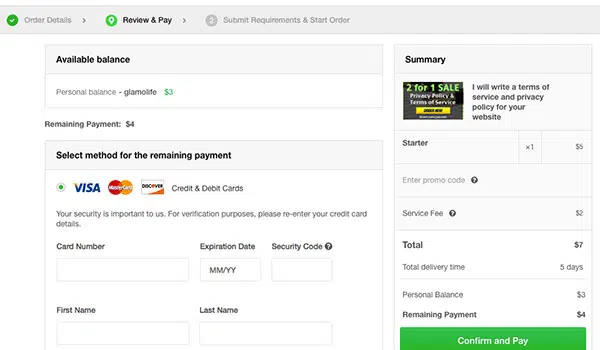 Order Details > Review & Pay > 2 Submit Requirements & Start Order
Available balance
Personal balance - glamolife $3
Remaining Payment: $4
Select method for the remaining payment
VISA MasterCard DISCOVER Credit & Debit Cards
Your security is important to us. For verification purposes, please re-enter your credit card
details.
Card Number Expiration Date Security Code ?
MM/YY
First Name Last Name
Summary
2 for 1 SALE
Privacy Policy &
Terms of Service
ORDER NOW
I will write a terms of
service and privacy
policy for your
website
Starter ×1 $5
Enter promo code ?
Service Fee ? $2
Total $7
Total delivery time 5 days
Personal Balance $3
Remaining Payment $4
Confirm and Pay